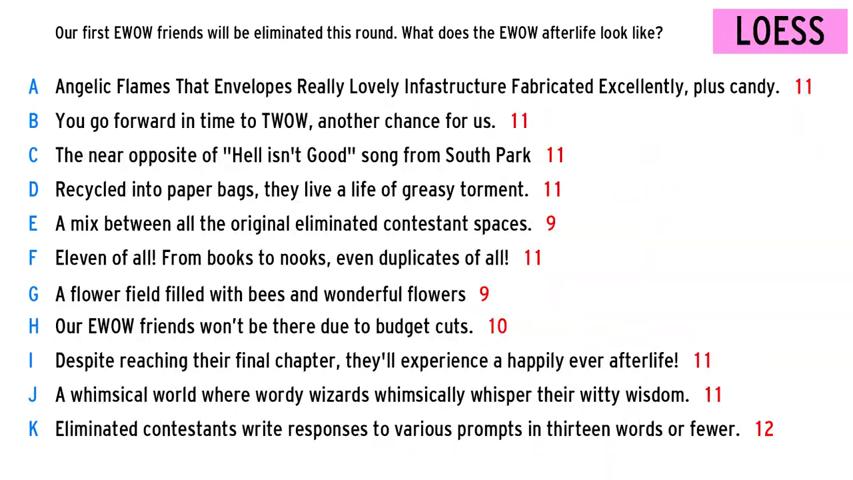 Our first EWOW friends will be eliminated this round. What does the EWOW afterlife look like?
LOESS
A Angelic Flames That Envelopes Really Lovely Infastructure Fabricated Excellently, plus candy. 11
B You go forward in time to TWOW, another chance for us. 11
C The near opposite of "Hell isn't Good" song from South Park 11
D Recycled into paper bags, they live a life of greasy torment. 11
E A mix between all the original eliminated contestant spaces. 9
F Eleven of all! From books to nooks, even duplicates of all! 11
G A flower field filled with bees and wonderful flowers 9
H Our EWOW friends won't be there due to budget cuts. 10
I Despite reaching their final chapter, they'll experience a happily ever afterlife! 11
J A whimsical world where wordy wizards whimsically whisper their witty wisdom. 11
K Eliminated contestants write responses to various prompts in thirteen words or fewer. 12